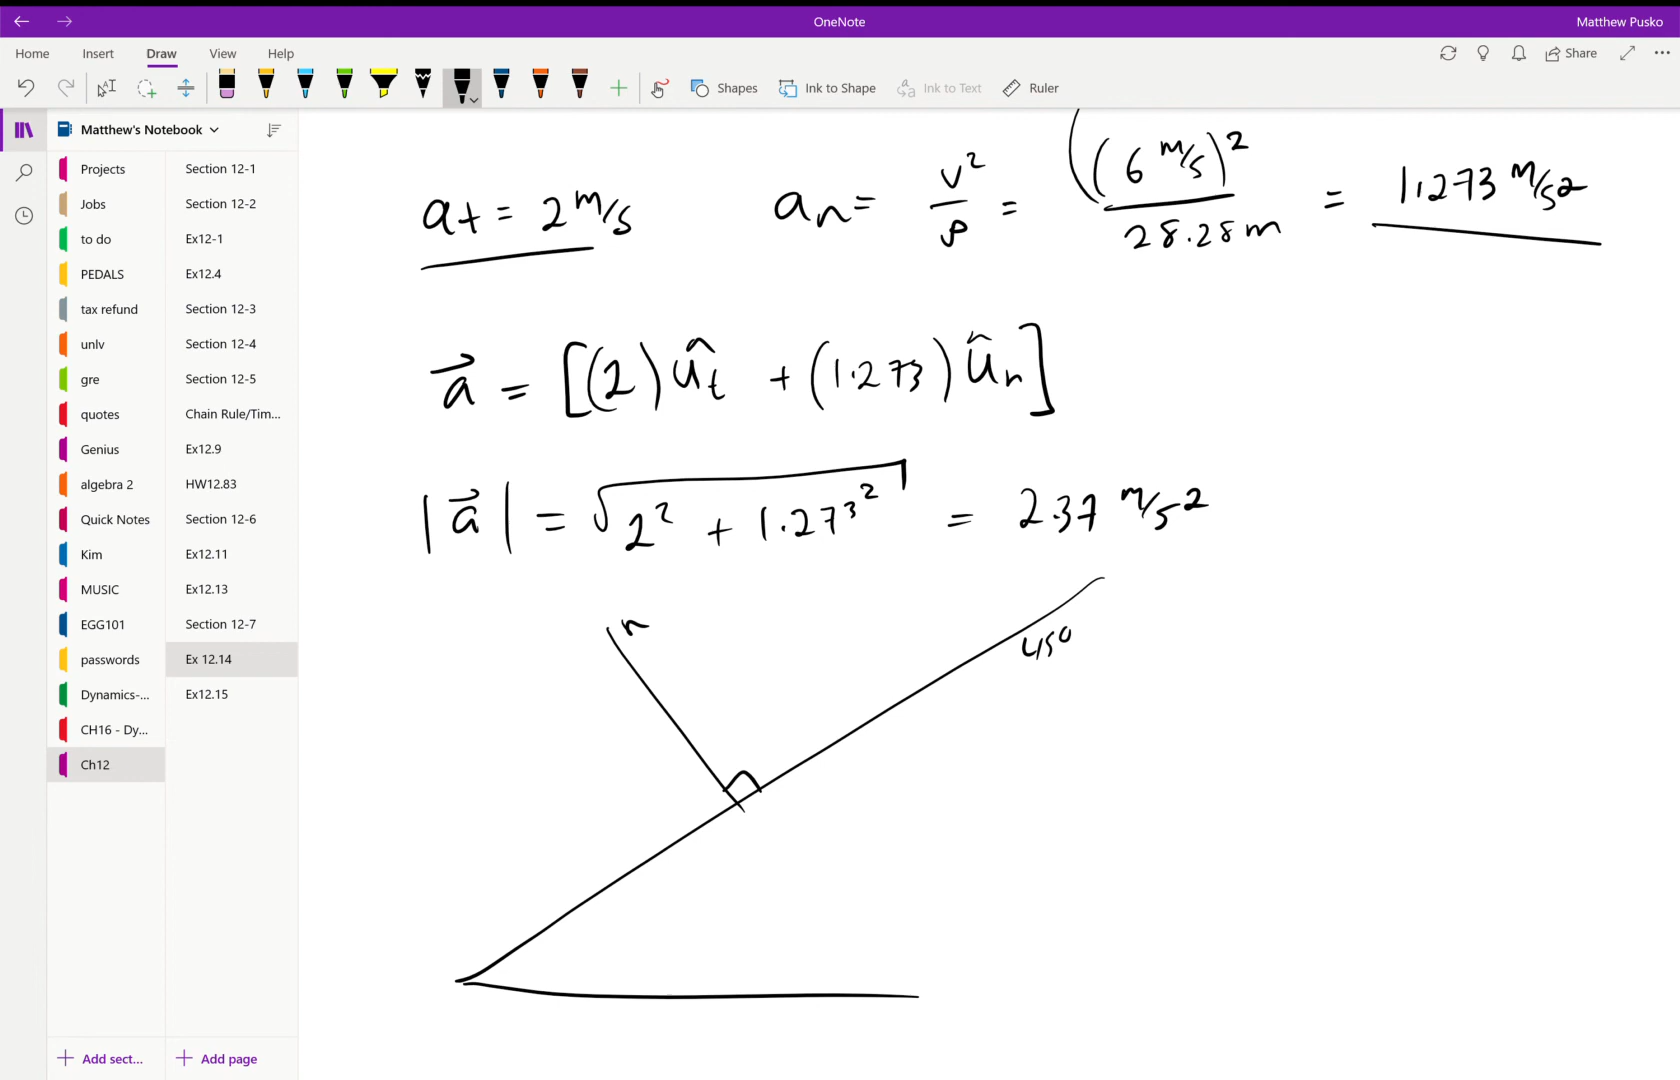 OneNote
Matthew Pusko
Home Insert Draw View Help
Share
Shapes Ink to Shape Ink to Text Ruler
Matthew's Notebook
Projects
Jobs
to do
PEDALS
tax refund
unlv
gre
quotes
Genius
algebra 2
Quick Notes
Kim
MUSIC
EGG101
passwords
Dynamics-...
CH16 - Dy...
Ch12
Section 12-1
Section 12-2
Ex12-1
Ex12.4
Section 12-3
Section 12-4
Section 12-5
Chain Rule/Tim...
Ex12.9
HW12.83
Section 12-6
Ex12.11
Ex12.13
Section 12-7
Ex 12.14
Ex12.15
Add sect...
Add page
a_t = 2 m/s a_n = v²/ρ = (6 m/s)²/28.28m = 1.273 m/s2
a⃗ = [(2) û_t + (1.273) û_n]
|a⃗| = √(2² + 1.273²) = 2.37 m/s2
n
45°